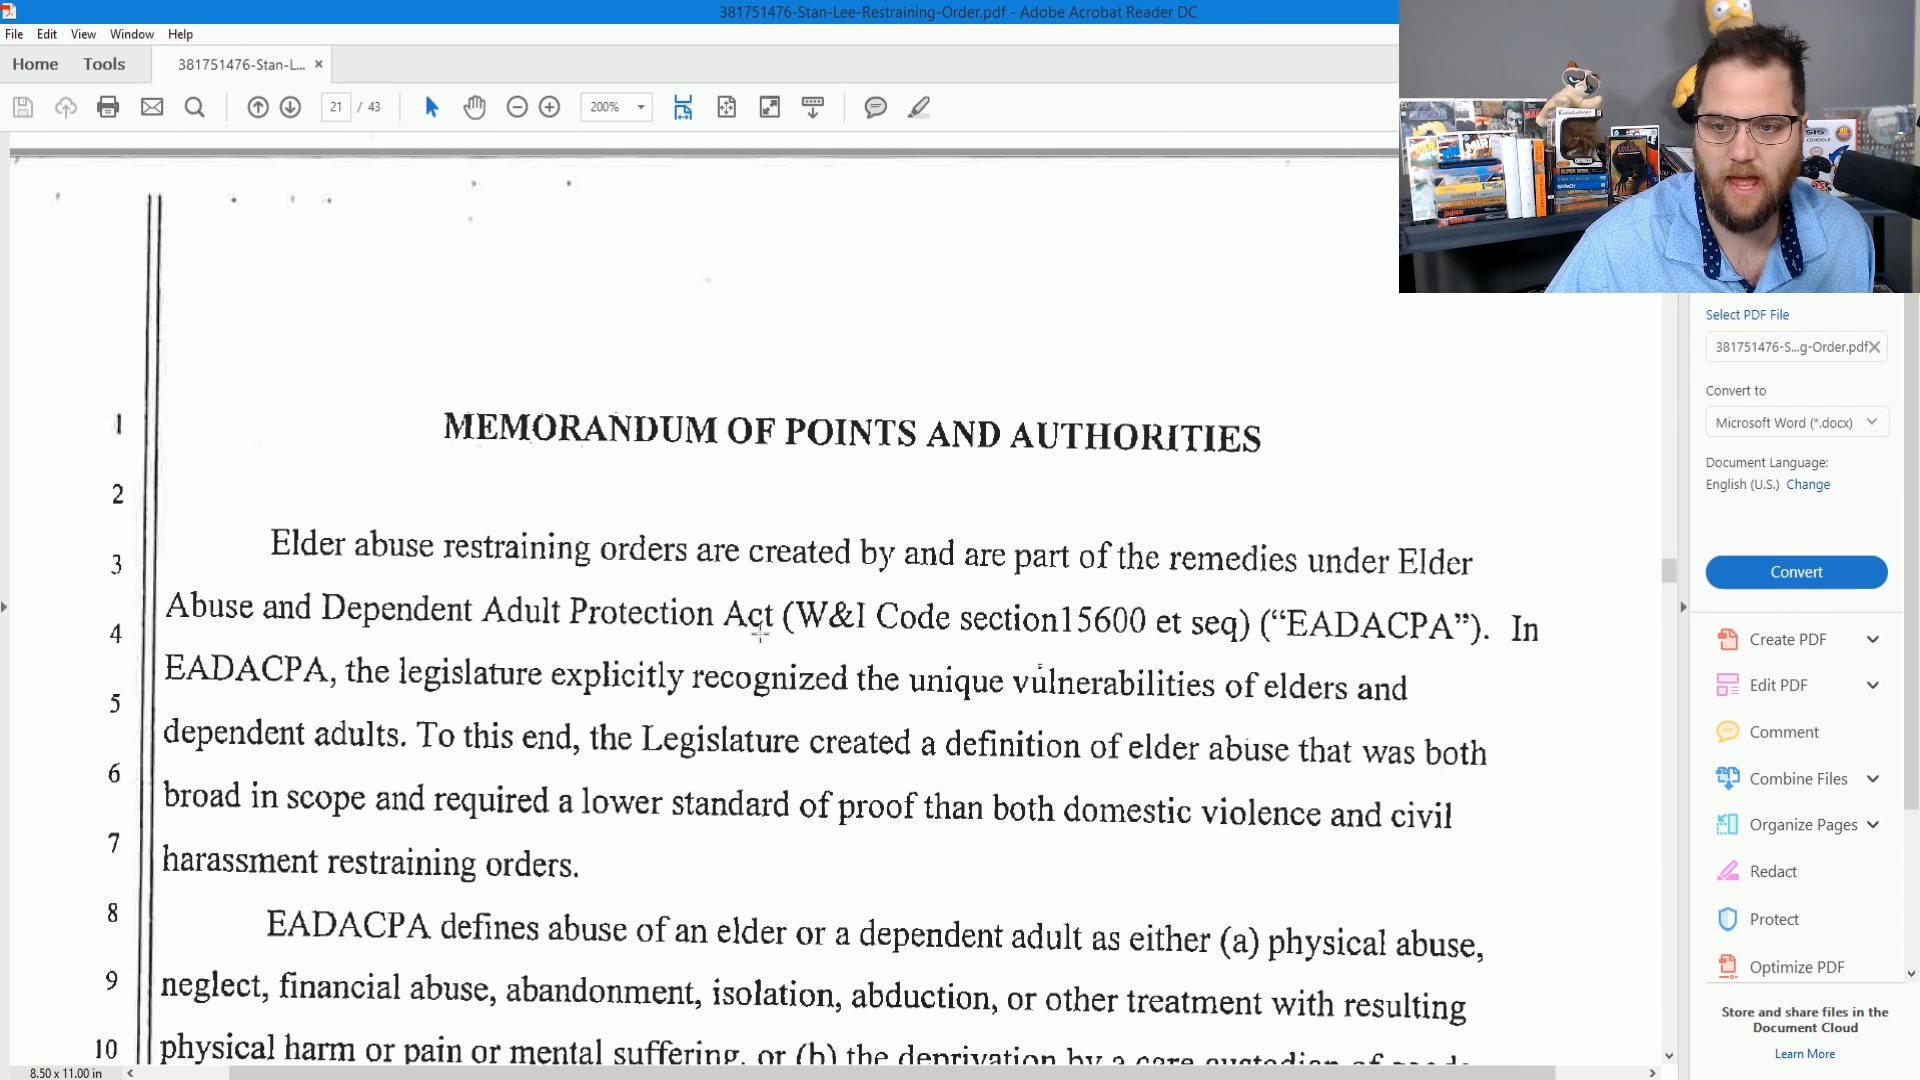 381751476-Stan-Lee-Restraining-Order.pdf - Adobe Acrobat Reader DC
File Edit View Window Help
Home Tools 381751476-Stan-L... ×
21 / 43 200%
MEMORANDUM OF POINTS AND AUTHORITIES
1
2
3
4
5
6
7
8
9
10
Elder abuse restraining orders are created by and are part of the remedies under Elder
Abuse and Dependent Adult Protection Act (W&I Code section15600 et seq) (“EADACPA”). In
EADACPA, the legislature explicitly recognized the unique vulnerabilities of elders and
dependent adults. To this end, the Legislature created a definition of elder abuse that was both
broad in scope and required a lower standard of proof than both domestic violence and civil
harassment restraining orders.
EADACPA defines abuse of an elder or a dependent adult as either (a) physical abuse,
neglect, financial abuse, abandonment, isolation, abduction, or other treatment with resulting
physical harm or pain or mental suffering, or (b) the deprivation by a care custodian of goods
8.50 x 11.00 in
Select PDF File
381751476-S...g-Order.pdf
Convert to
Microsoft Word (*.docx)
Document Language:
English (U.S.) Change
Convert
Create PDF
Edit PDF
Comment
Combine Files
Organize Pages
Redact
Protect
Optimize PDF
Store and share files in the
Document Cloud
Learn More